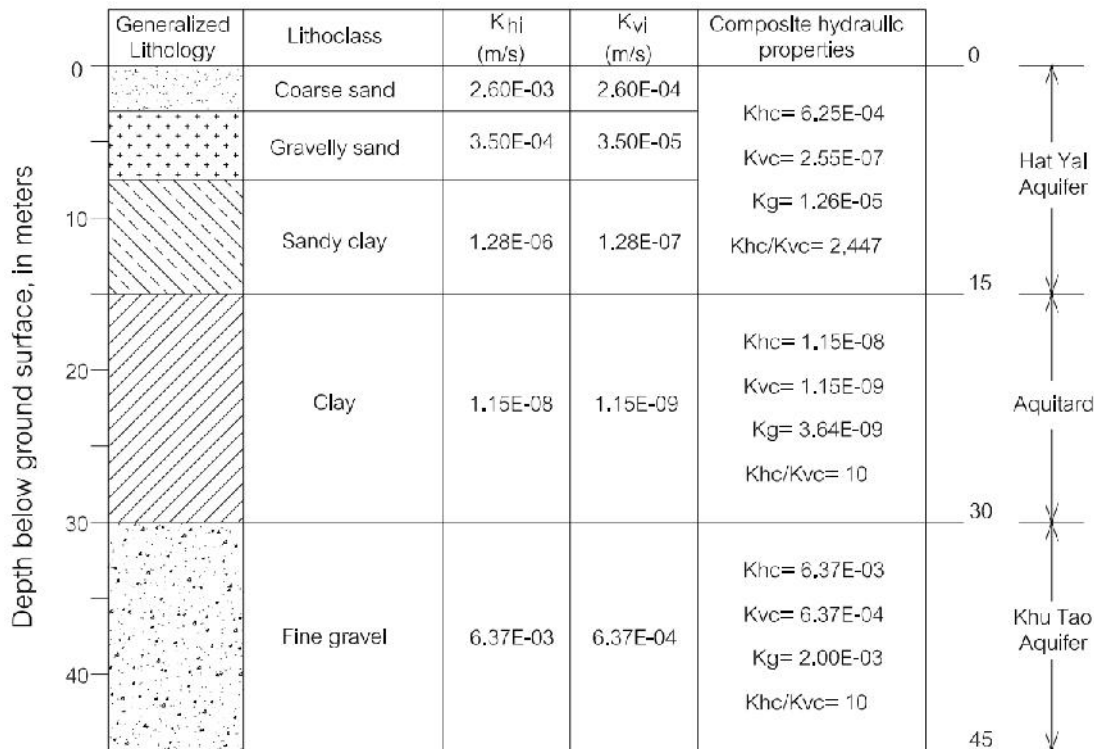 Generalized Lithology
Lithoclass
Khi (m/s)
Kvi (m/s)
Composite hydraulic properties
0
0
Coarse sand
2.60E-03
2.60E-04
Khc= 6.25E-04
Gravelly sand
3.50E-04
3.50E-05
Kvc= 2.55E-07
Hat Yai Aquifer
Kg= 1.26E-05
10
Sandy clay
1.28E-06
1.28E-07
Khc/Kvc= 2,447
15
Khc= 1.15E-08
20
Kvc= 1.15E-09
Clay
1.15E-08
1.15E-09
Aquitard
Kg= 3.64E-09
Khc/Kvc= 10
30
30
Khc= 6.37E-03
Kvc= 6.37E-04
Fine gravel
6.37E-03
6.37E-04
Khu Tao Aquifer
Kg= 2.00E-03
40
Khc/Kvc= 10
45
Depth below ground surface, in meters